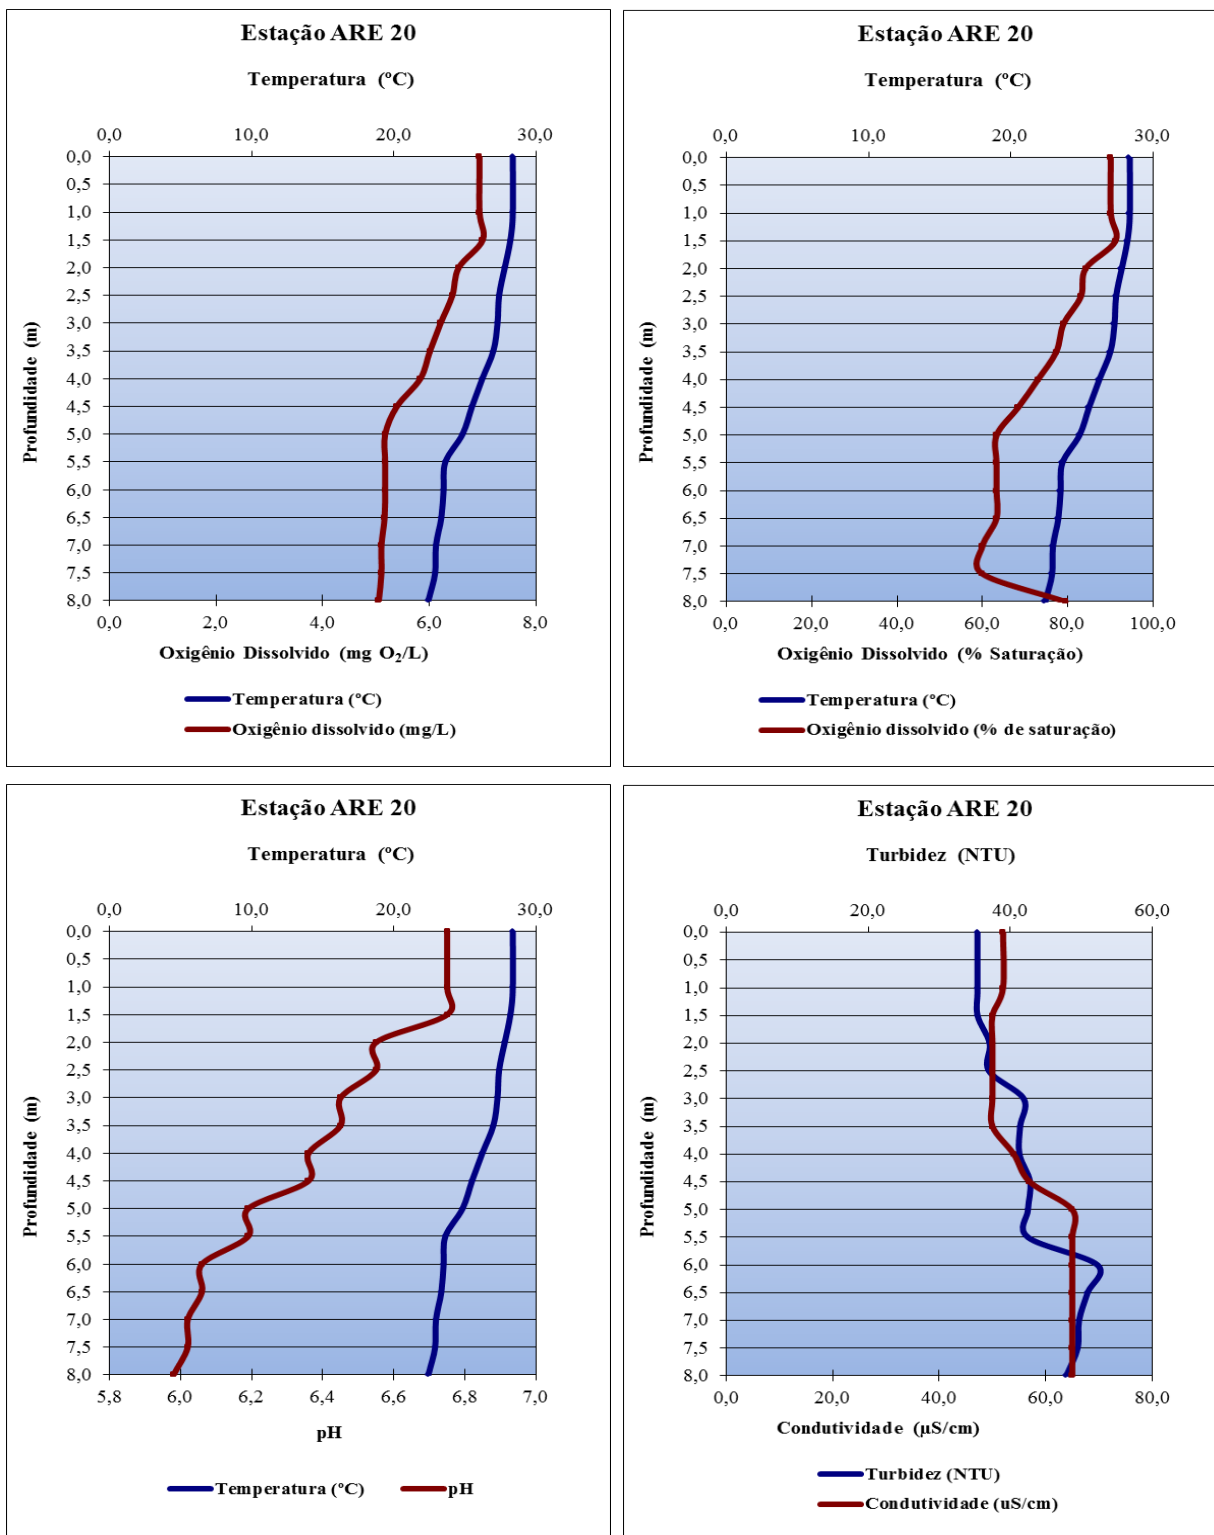 Estação ARE 20
Temperatura (ºC)
0,0 10,0 20,0 30,0
0,0
0,5
1,0
1,5
2,0
2,5
3,0
3,5
4,0
4,5
5,0
5,5
6,0
6,5
7,0
7,5
8,0
Profundidade (m)
0,0 2,0 4,0 6,0 8,0
Oxigênio Dissolvido (mg O₂/L)
Temperatura (ºC)
Oxigênio dissolvido (mg/L)
Estação ARE 20
Temperatura (ºC)
0,0 10,0 20,0 30,0
0,0
0,5
1,0
1,5
2,0
2,5
3,0
3,5
4,0
4,5
5,0
5,5
6,0
6,5
7,0
7,5
8,0
Profundidade (m)
0,0 20,0 40,0 60,0 80,0 100,0
Oxigênio Dissolvido (% Saturação)
Temperatura (ºC)
Oxigênio dissolvido (% de saturação)
Estação ARE 20
Temperatura (ºC)
0,0 10,0 20,0 30,0
0,0
0,5
1,0
1,5
2,0
2,5
3,0
3,5
4,0
4,5
5,0
5,5
6,0
6,5
7,0
7,5
8,0
Profundidade (m)
5,8 6,0 6,2 6,4 6,6 6,8 7,0
pH
Temperatura (ºC) pH
Estação ARE 20
Turbidez (NTU)
0,0 20,0 40,0 60,0
0,0
0,5
1,0
1,5
2,0
2,5
3,0
3,5
4,0
4,5
5,0
5,5
6,0
6,5
7,0
7,5
8,0
Profundidade (m)
0,0 20,0 40,0 60,0 80,0
Condutividade (µS/cm)
Turbidez (NTU)
Condutividade (uS/cm)